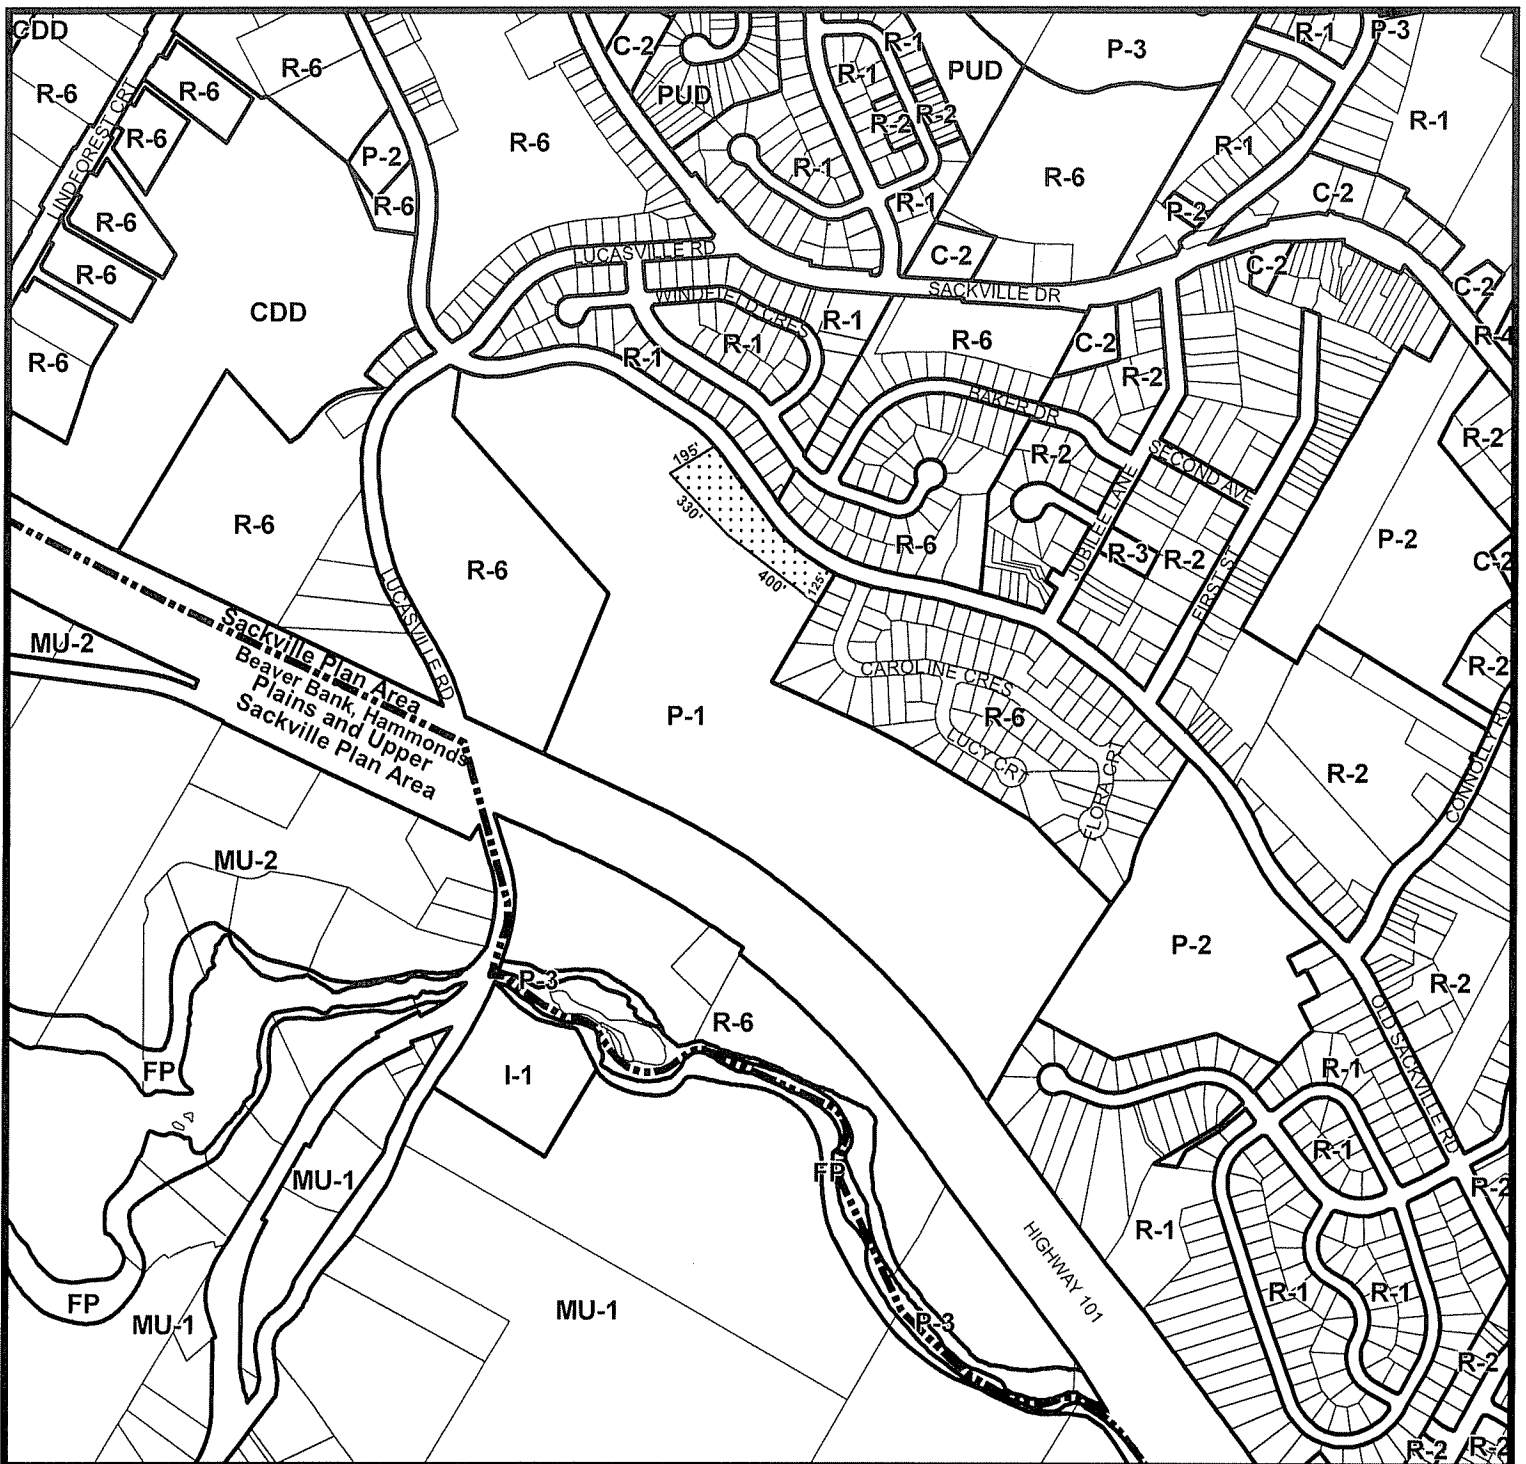 CDD
R-6
R-6
R-6
R-6
R-6
R-6
R-6
LINDFOREST CRT
P-2
R-6
R-6
CDD
C-2
PUD
R-1
R-1
R-2
R-2
PUD
P-3
R-1
P-3
R-1
R-1
R-6
R-1
R-1
P-2
C-2
C-2
C-2
C-2
R-4
LUCASVILLE RD
WINDFIELD CRES
SACKVILLE DR
R-1
R-1
R-1
R-6
C-2
R-2
BAKER DR
R-2
SECOND AVE
JUBILEE LANE
R-3
R-2
FIRST ST
P-2
R-2
C-2
R-2
195'
330'
400'
125'
R-6
R-6
R-6
LUCASVILLE RD
MU-2
Sackville Plan Area
Beaver Bank, Hammonds
Plains and Upper
Sackville Plan Area
P-1
CAROLINE CRES
R-6
LUCY CRT
FLORA CRT
R-2
CONNOLLY RD
MU-2
P-2
R-2
OLD SACKVILLE RD
P-3
R-6
I-1
FP
MU-1
FP
MU-1
FP
MU-1
P-3
HIGHWAY 101
R-1
R-1
R-1
R-1
R-1
R-2
R-2
R-2
R-2